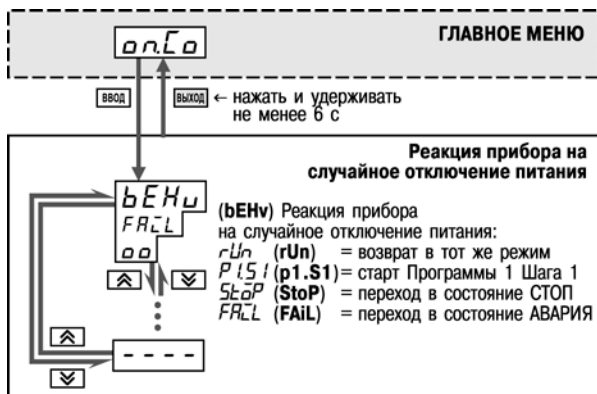 on.Co
ГЛАВНОЕ МЕНЮ
ВВОД
ВЫХОД ← нажать и удерживать
не менее 6 с
Реакция прибора на
случайное отключение питания
bEHv
FAiL
oo
(bEHv) Реакция прибора
на случайное отключение питания:
rUn (rUn) = возврат в тот же режим
P1.S1 (p1.S1) = старт Программы 1 Шага 1
StoP (StoP) = переход в состояние СТОП
FAiL (FAiL) = переход в состояние АВАРИЯ
- - - -